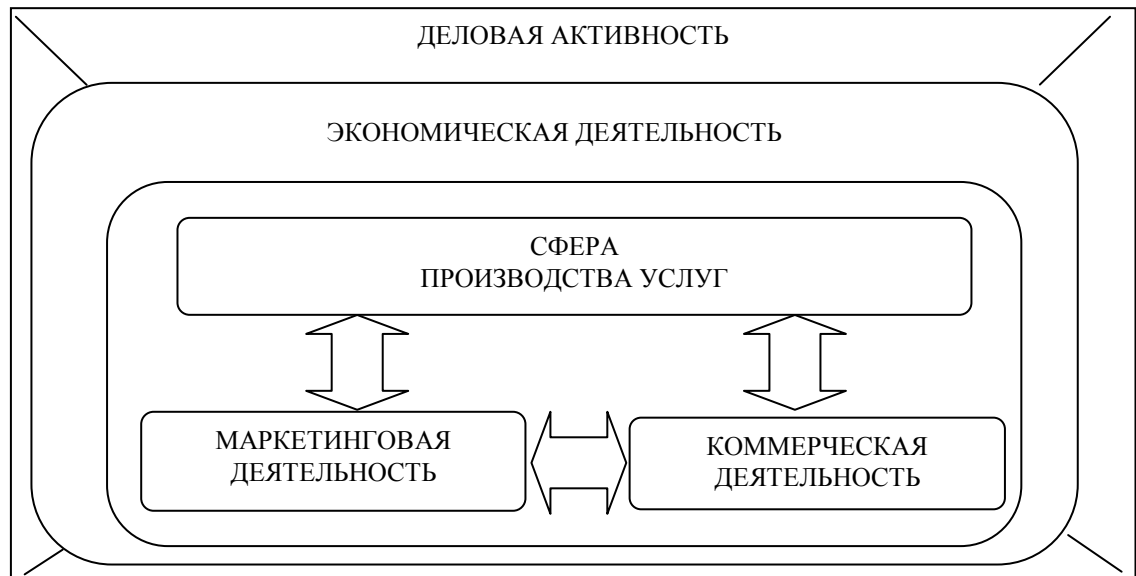 ДЕЛОВАЯ АКТИВНОСТЬ
ЭКОНОМИЧЕСКАЯ ДЕЯТЕЛЬНОСТЬ
СФЕРА
ПРОИЗВОДСТВА УСЛУГ
МАРКЕТИНГОВАЯ
ДЕЯТЕЛЬНОСТЬ
КОММЕРЧЕСКАЯ
ДЕЯТЕЛЬНОСТЬ